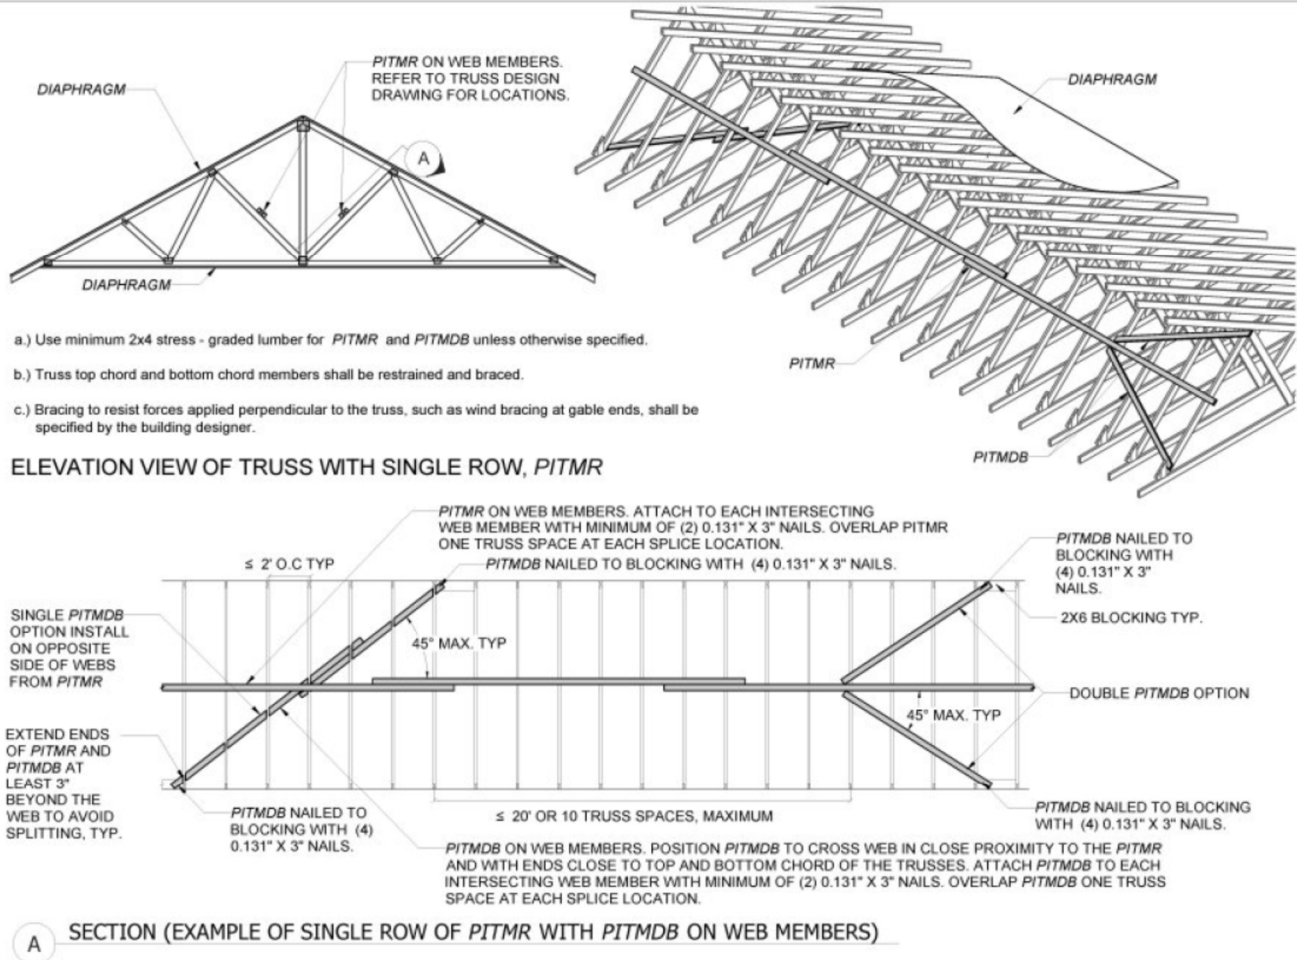 DIAPHRAGM
PITMR ON WEB MEMBERS.
REFER TO TRUSS DESIGN
DRAWING FOR LOCATIONS.
A
DIAPHRAGM
DIAPHRAGM
PITMR
PITMDB
a.) Use minimum 2x4 stress - graded lumber for PITMR and PITMDB unless otherwise specified.
b.) Truss top chord and bottom chord members shall be restrained and braced.
c.) Bracing to resist forces applied perpendicular to the truss, such as wind bracing at gable ends, shall be
specified by the building designer.
ELEVATION VIEW OF TRUSS WITH SINGLE ROW, PITMR
PITMR ON WEB MEMBERS. ATTACH TO EACH INTERSECTING
WEB MEMBER WITH MINIMUM OF (2) 0.131" X 3" NAILS. OVERLAP PITMR
ONE TRUSS SPACE AT EACH SPLICE LOCATION.
≤ 2' O.C TYP
PITMDB NAILED TO BLOCKING WITH (4) 0.131" X 3" NAILS.
PITMDB NAILED TO
BLOCKING WITH
(4) 0.131" X 3"
NAILS.
2X6 BLOCKING TYP.
SINGLE PITMDB
OPTION INSTALL
ON OPPOSITE
SIDE OF WEBS
FROM PITMR
45° MAX. TYP
DOUBLE PITMDB OPTION
45° MAX. TYP
EXTEND ENDS
OF PITMR AND
PITMDB AT
LEAST 3"
BEYOND THE
WEB TO AVOID
SPLITTING, TYP.
PITMDB NAILED TO
BLOCKING WITH (4)
0.131" X 3" NAILS.
≤ 20' OR 10 TRUSS SPACES, MAXIMUM
PITMDB NAILED TO BLOCKING
WITH (4) 0.131" X 3" NAILS.
PITMDB ON WEB MEMBERS. POSITION PITMDB TO CROSS WEB IN CLOSE PROXIMITY TO THE PITMR
AND WITH ENDS CLOSE TO TOP AND BOTTOM CHORD OF THE TRUSSES. ATTACH PITMDB TO EACH
INTERSECTING WEB MEMBER WITH MINIMUM OF (2) 0.131" X 3" NAILS. OVERLAP PITMDB ONE TRUSS
SPACE AT EACH SPLICE LOCATION.
A SECTION (EXAMPLE OF SINGLE ROW OF PITMR WITH PITMDB ON WEB MEMBERS)